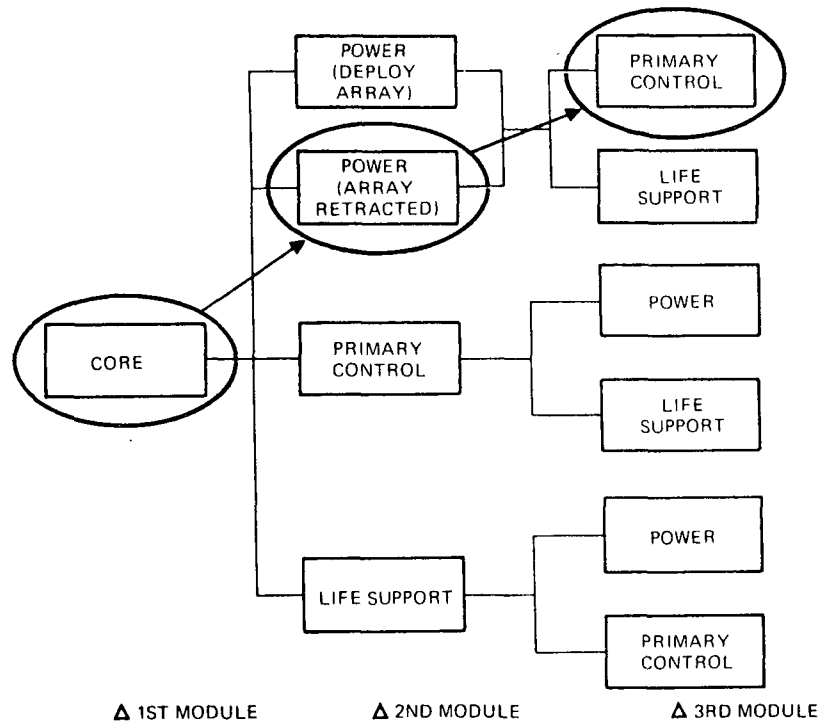 POWER
(DEPLOY
ARRAY)
PRIMARY
CONTROL
POWER
(ARRAY
RETRACTED)
LIFE
SUPPORT
CORE
PRIMARY
CONTROL
POWER
LIFE
SUPPORT
LIFE SUPPORT
POWER
PRIMARY
CONTROL
Δ 1ST MODULE
Δ 2ND MODULE
Δ 3RD MODULE